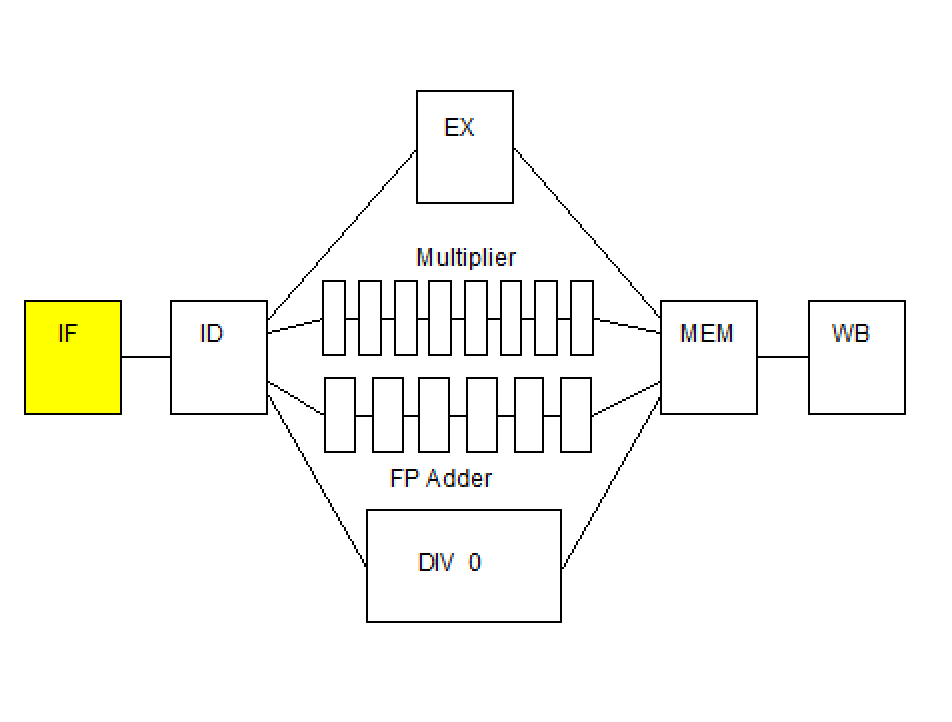 EX
Multiplier
IF
ID
MEM
WB
FP Adder
DIV 0